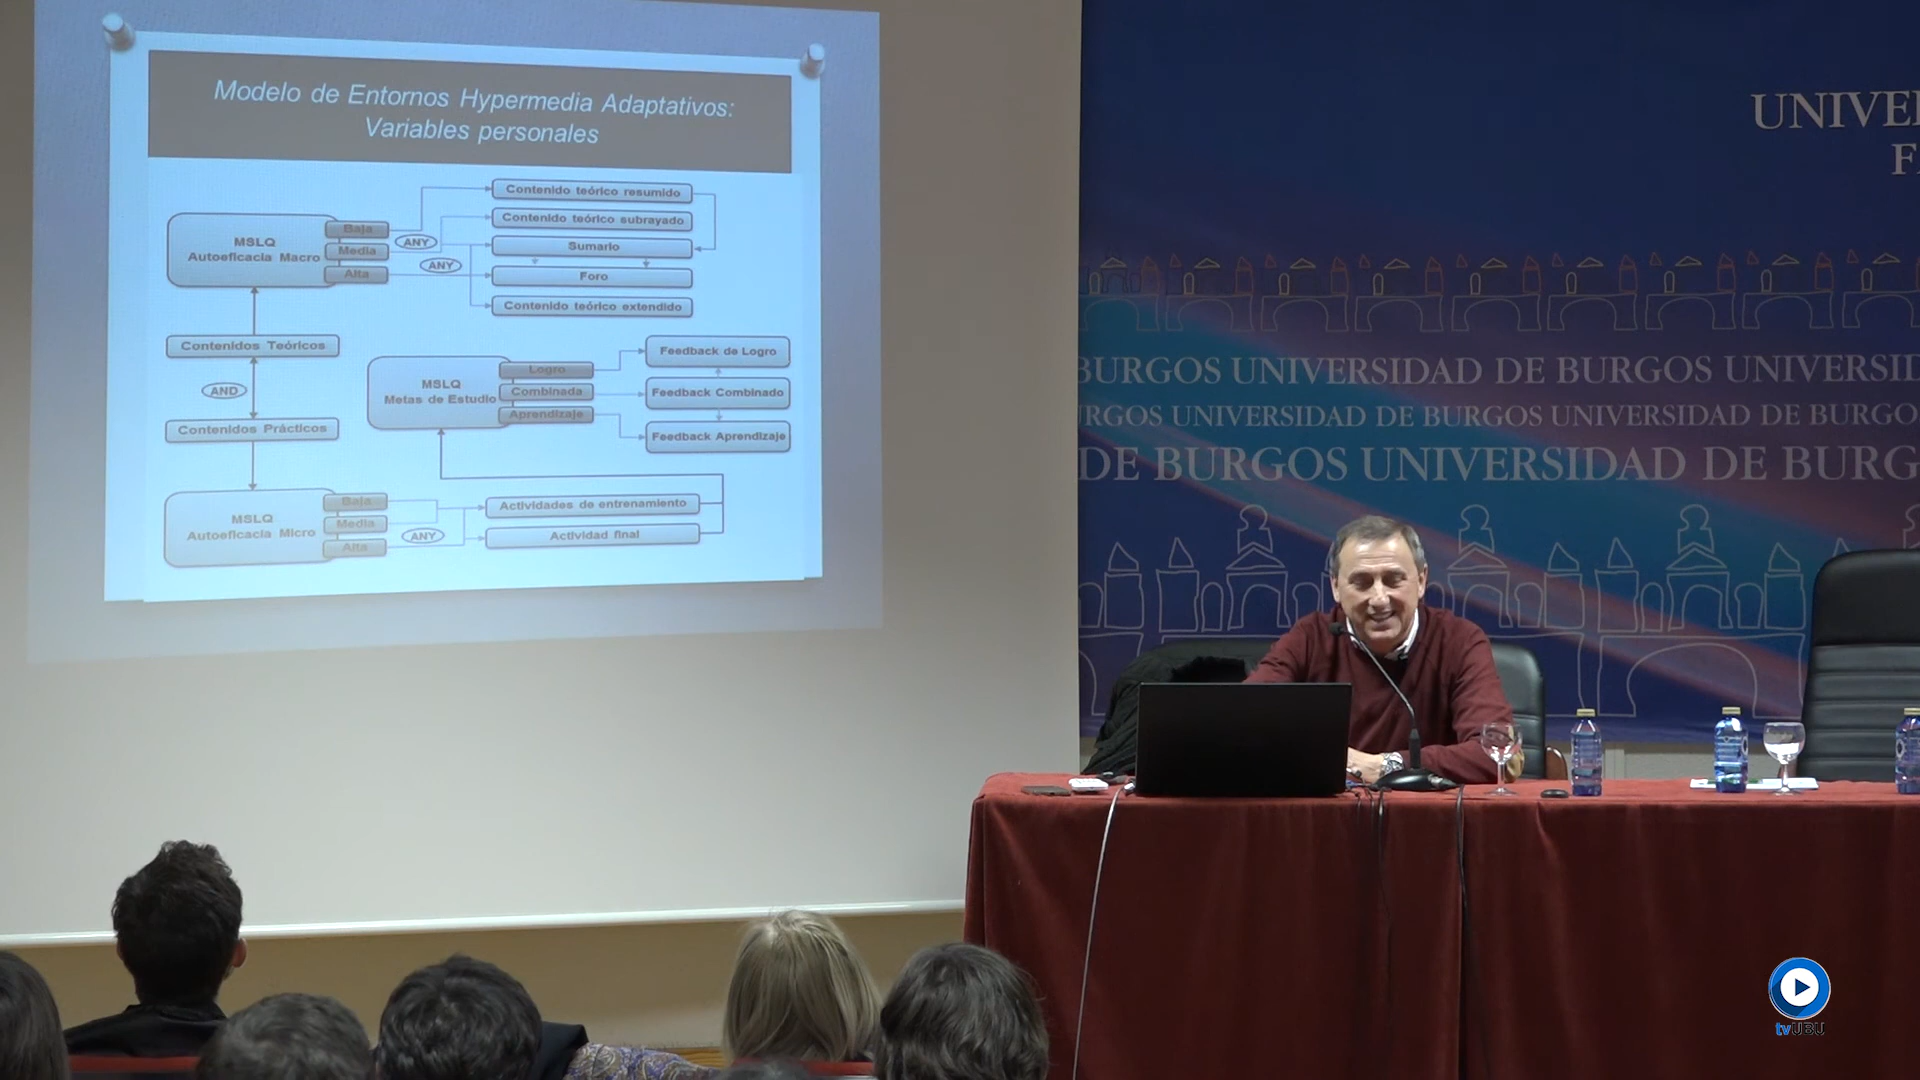 Modelo de Entornos Hypermedia Adaptativos:
Variables personales
Contenido teórico resumido
Contenido teórico subrayado
Sumario
Foro
Contenido teórico extendido
MSLQ
Autoeficacia Macro
Baja
Media
Alta
ANY
ANY
Contenidos Teóricos
AND
Contenidos Prácticos
MSLQ
Metas de Estudio
Logro
Combinada
Aprendizaje
Feedback de Logro
Feedback Combinado
Feedback Aprendizaje
MSLQ
Autoeficacia Micro
Baja
Media
Alta
ANY
Actividades de entrenamiento
Actividad final
UNIVE
F
BURGOS UNIVERSIDAD DE BURGOS UNIVERSID
URGOS UNIVERSIDAD DE BURGOS UNIVERSIDAD DE BURGO
DE BURGOS UNIVERSIDAD DE BURG
tvUBU